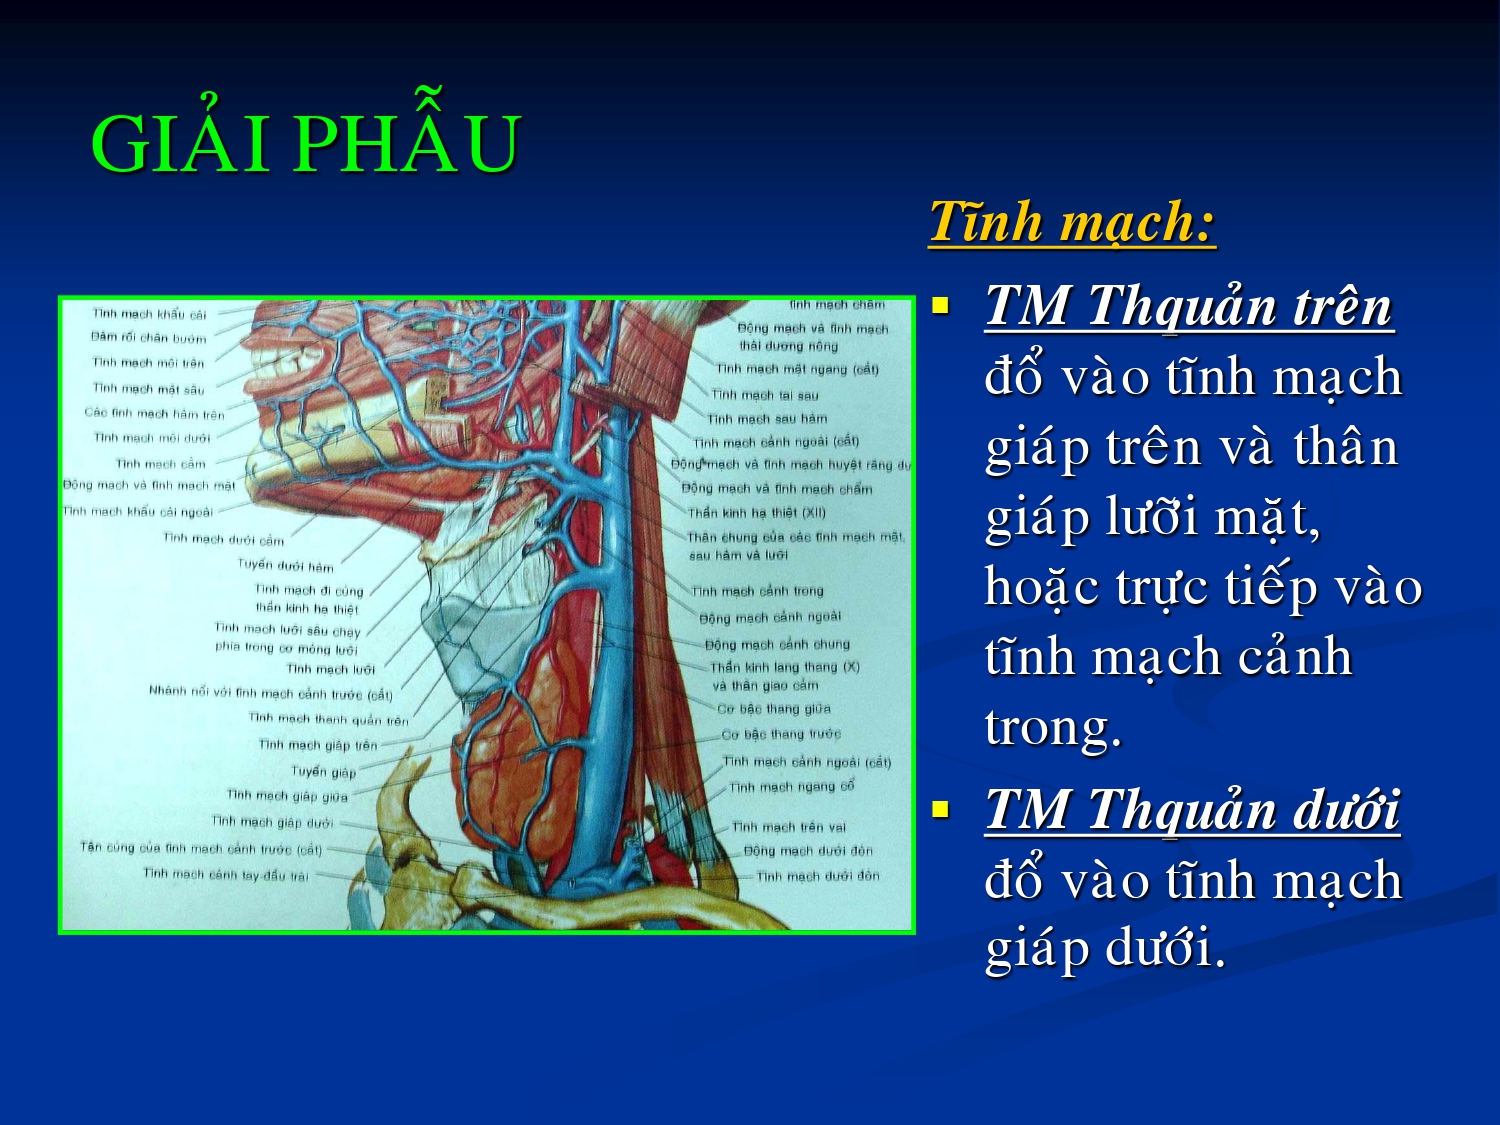 GIẢI PHẪU
Tĩnh mạch:
TM Thquản trên
đổ vào tĩnh mạch
giáp trên và thân
giáp lưỡi mặt,
hoặc trực tiếp vào
tĩnh mạch cảnh
trong.
TM Thquản dưới
đổ vào tĩnh mạch
giáp dưới.
Tĩnh mạch khẩu cái
Đám rối chân bướm
Tĩnh mạch môi trên
Tĩnh mạch mặt sâu
Các tĩnh mạch hàm trên
Tĩnh mạch môi dưới
Tĩnh mạch cằm
Động mạch và tĩnh mạch mặt
Tĩnh mạch khẩu cái ngoài
Tĩnh mạch dưới cằm
Tuyến dưới hàm
Tĩnh mạch đi cùng
thần kinh hạ thiệt
Tĩnh mạch lưỡi sâu chạy
phía trong cơ móng lưỡi
Tĩnh mạch lưỡi
Nhánh nối với tĩnh mạch cảnh trước (cắt)
Tĩnh mạch thanh quản trên
Tĩnh mạch giáp trên
Tuyến giáp
Tĩnh mạch giáp giữa
Tĩnh mạch giáp dưới
Tận cùng của tĩnh mạch cảnh trước (cắt)
Tĩnh mạch cánh tay đầu trái
tĩnh mạch chẩm
Động mạch và tĩnh mạch
thái dương nông
Tĩnh mạch mặt ngang (cắt)
Tĩnh mạch tai sau
Tĩnh mạch sau hàm
Tĩnh mạch cảnh ngoài (cắt)
Động mạch và tĩnh mạch huyệt răng dư
Động mạch và tĩnh mạch chẩm
Thần kinh hạ thiệt (XII)
Thân chung của các tĩnh mạch mặt,
sau hàm và lưỡi
Tĩnh mạch cảnh trong
Động mạch cảnh ngoài
Động mạch cảnh chung
Thần kinh lang thang (X)
và thân giao cảm
Cơ bậc thang giữa
Cơ bậc thang trước
Tĩnh mạch cảnh ngoài (cắt)
Tĩnh mạch ngang cổ
Tĩnh mạch trên vai
Động mạch dưới đòn
Tĩnh mạch dưới đòn